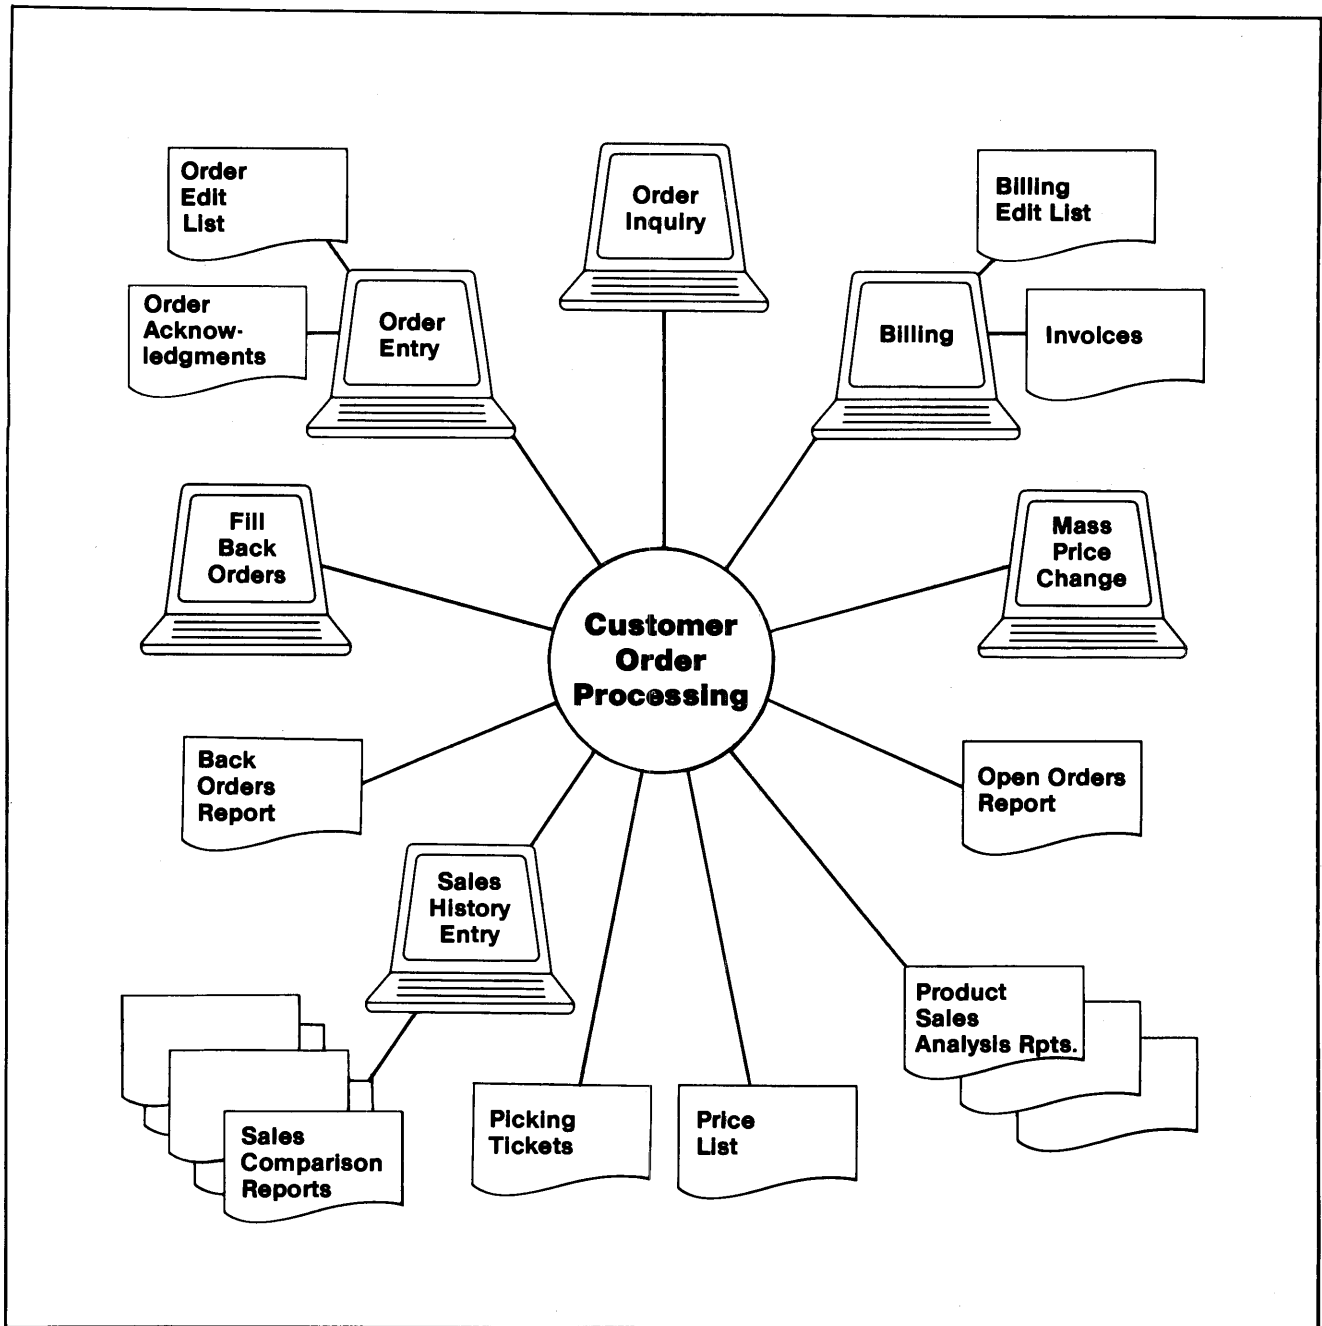 Order
Edit
List
Order
Inquiry
Billing
Edit List
Order
Acknow-
ledgments
Order
Entry
Billing
Invoices
Fill
Back
Orders
Mass
Price
Change
Customer
Order
Processing
Back
Orders
Report
Open Orders
Report
Sales
History
Entry
Product
Sales
Analysis Rpts.
Sales
Comparison
Reports
Picking
Tickets
Price
List